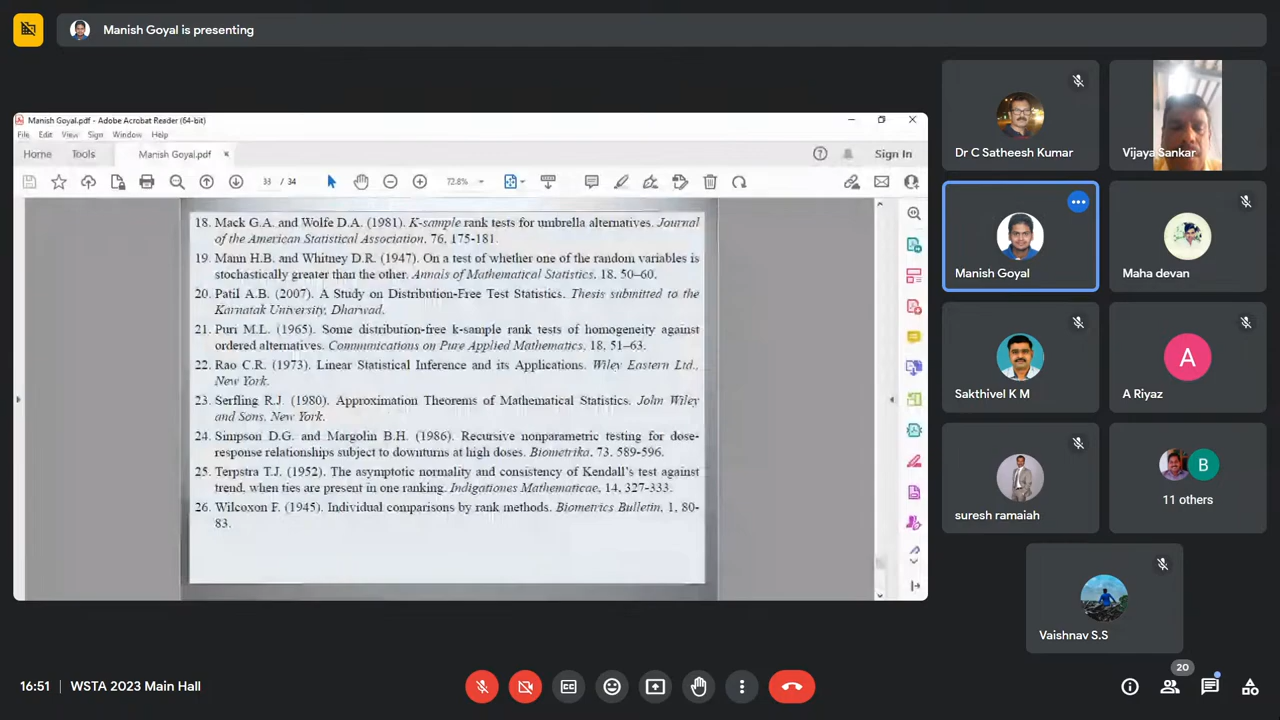 Manish Goyal is presenting
Manish Goyal.pdf - Adobe Acrobat Reader (64-bit)
File Edit View Sign Window Help
Home Tools Manish Goyal.pdf × Sign In
33 / 34 72.8%
18. Mack G.A. and Wolfe D.A. (1981). K-sample rank tests for umbrella alternatives. Journal
of the American Statistical Association, 76, 175-181.
19. Mann H.B. and Whitney D.R. (1947). On a test of whether one of the random variables is
stochastically greater than the other. Annals of Mathematical Statistics, 18, 50–60.
20. Patil A.B. (2007). A Study on Distribution-Free Test Statistics. Thesis submitted to the
Karnatak University, Dharwad.
21. Puri M.L. (1965). Some distribution-free k-sample rank tests of homogeneity against
ordered alternatives. Communications on Pure Applied Mathematics, 18, 51–63.
22. Rao C.R. (1973). Linear Statistical Inference and its Applications. Wiley Eastern Ltd.,
New York.
23. Serfling R.J. (1980). Approximation Theorems of Mathematical Statistics. John Wiley
and Sons, New York.
24. Simpson D.G. and Margolin B.H. (1986). Recursive nonparametric testing for dose-
response relationships subject to downturns at high doses. Biometrika, 73, 589-596.
25. Terpstra T.J. (1952). The asymptotic normality and consistency of Kendall's test against
trend, when ties are present in one ranking. Indigationes Mathematicae, 14, 327-333.
26. Wilcoxon F. (1945). Individual comparisons by rank methods. Biometrics Bulletin, 1, 80-
83.
Dr C Satheesh Kumar
Vijaya Sankar
Manish Goyal
Maha devan
Sakthivel K M
A
A Riyaz
suresh ramaiah
B
11 others
Vaishnav S.S
16:51 | WSTA 2023 Main Hall
20